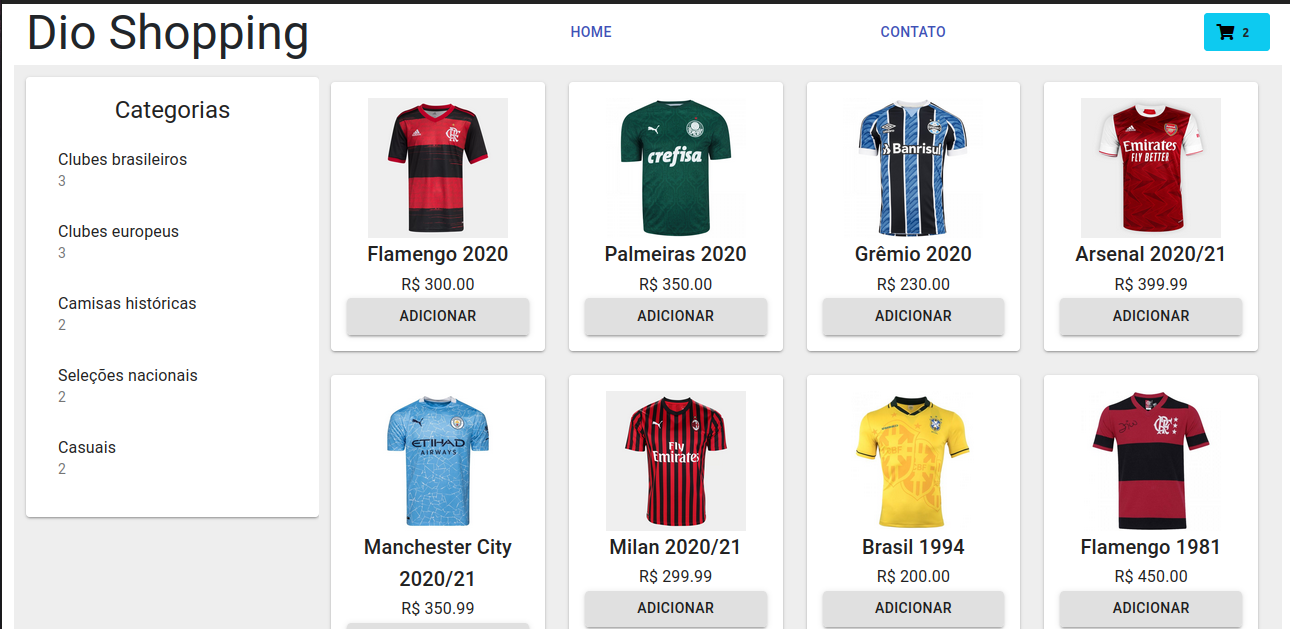 Dio Shopping
HOME
CONTATO
2
Categorias
Clubes brasileiros
3
Clubes europeus
3
Camisas históricas
2
Seleções nacionais
2
Casuais
2
crefisa
Banrisul
Emirates
FLY BETTER
Flamengo 2020
Palmeiras 2020
Grêmio 2020
Arsenal 2020/21
R$ 300.00
R$ 350.00
R$ 230.00
R$ 399.99
ADICIONAR
ADICIONAR
ADICIONAR
ADICIONAR
ETIHAD
AIRWAYS
Fly
Emirates
Manchester City
2020/21
Milan 2020/21
Brasil 1994
Flamengo 1981
R$ 350.99
R$ 299.99
R$ 200.00
R$ 450.00
ADICIONAR
ADICIONAR
ADICIONAR